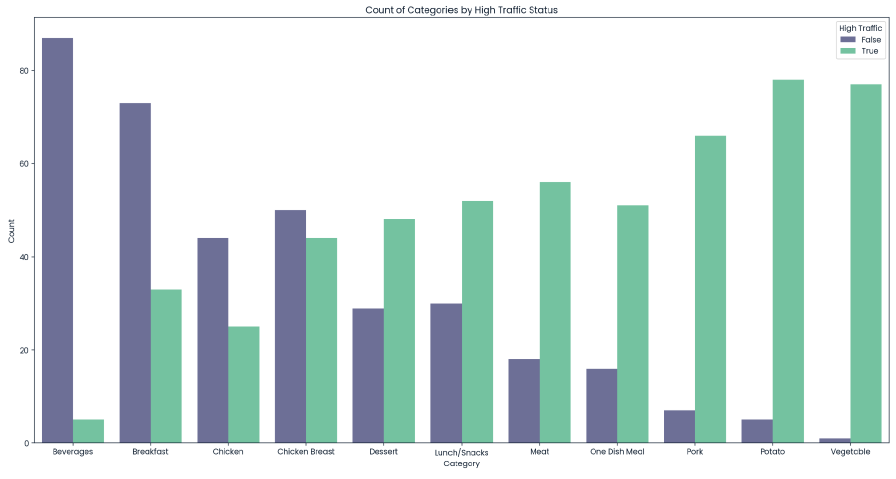 Count of Categories by High Traffic Status
High Traffic
False
True
80
60
40
20
0
Count
Beverages Breakfast Chicken Chicken Breast Dessert Lunch/Snacks Meat One Dish Meal Pork Potato Vegetable
Category